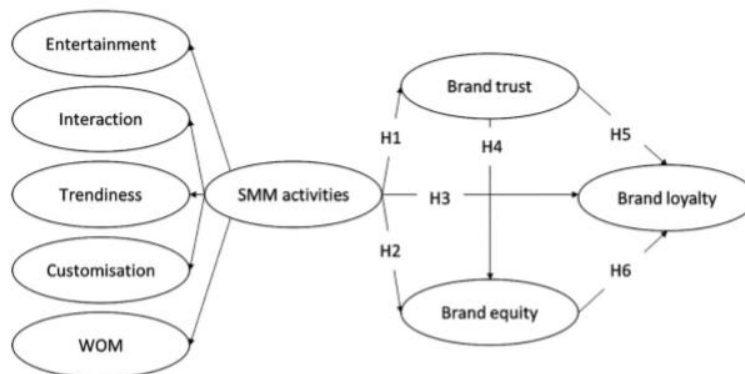 Entertainment
Interaction
Trendiness
Customisation
WOM
SMM activities
H1
H2
H3
H4
Brand trust
Brand equity
H5
H6
Brand loyalty